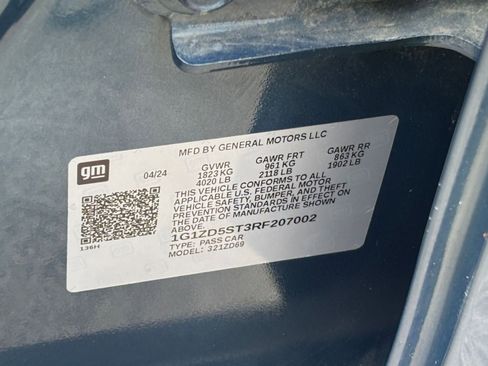 MFD BY GENERAL MOTORS LLC
gm
04/24 GVWR GAWR FRT GAWR RR
1823 KG 961 KG 863 KG
4020 LB 2118 LB 1902 LB
THIS VEHICLE CONFORMS TO ALL
APPLICABLE U.S. FEDERAL MOTOR
VEHICLE SAFETY, BUMPER, AND THEFT
PREVENTION STANDARDS IN EFFECT ON
THE DATE OF MANUFACTURE SHOWN
ABOVE.
1G1ZD5ST3RF207002
TYPE: PASS CAR
MODEL: 321ZD69
136H